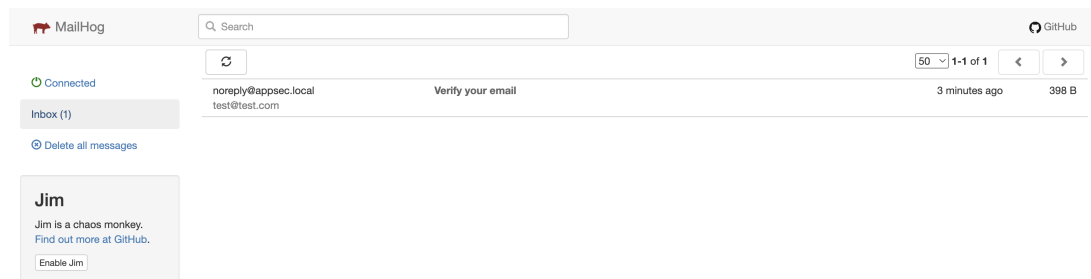 MailHog
Search
GitHub
50 1-1 of 1
Connected
noreply@appsec.local Verify your email 3 minutes ago 398 B
test@test.com
Inbox (1)
Delete all messages
Jim
Jim is a chaos monkey.
Find out more at GitHub.
Enable Jim